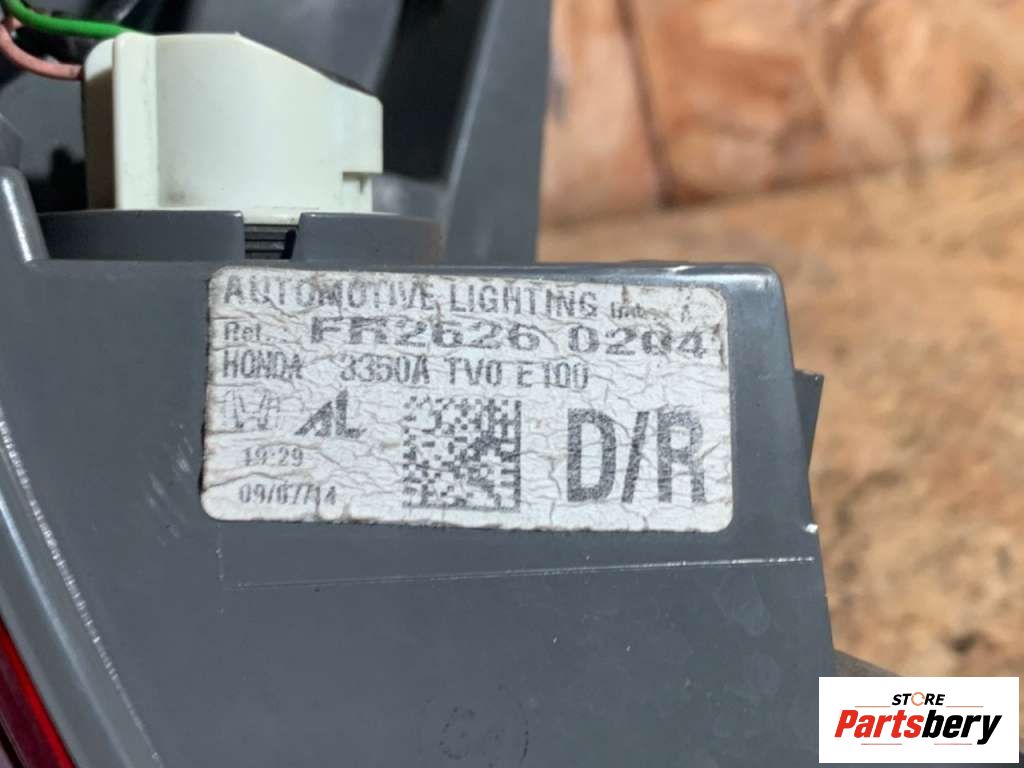 AUTOMOTIVE LIGHTING
Ref. FR2626 0204
HONDA 3350A TV0 E100
AL
19:29
09/07/14
D/R
STORE
Partsbery